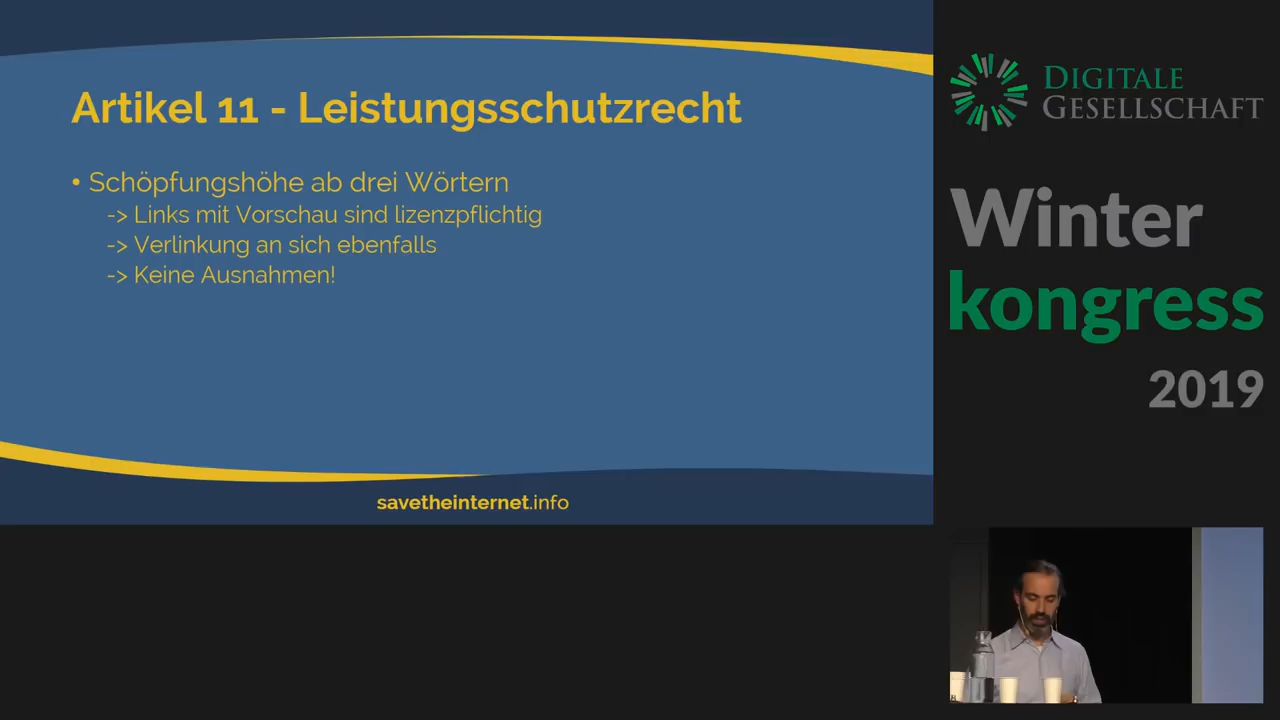 Artikel 11 - Leistungsschutzrecht
• Schöpfungshöhe ab drei Wörtern
-> Links mit Vorschau sind lizenzpflichtig
-> Verlinkung an sich ebenfalls
-> Keine Ausnahmen!
savetheinternet.info
DIGITALE
GESELLSCHAFT
Winter
kongress
2019